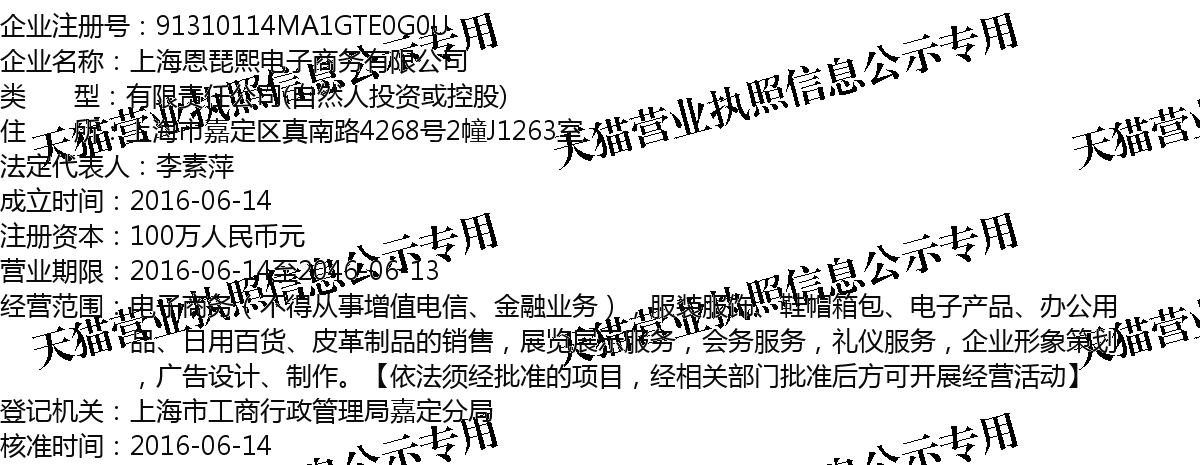 企业注册号：91310114MA1GTE0G0U
企业名称：上海恩琵熙电子商务有限公司
类 型：有限责任公司(自然人投资或控股)
住 所：上海市嘉定区真南路4268号2幢J1263室
法定代表人：李素萍
成立时间：2016-06-14
注册资本：100万人民币元
营业期限：2016-06-14至2046-06-13
经营范围：电子商务（不得从事增值电信、金融业务），服装服饰、鞋帽箱包、电子产品、办公用
品、日用百货、皮革制品的销售，展览展示服务，会务服务，礼仪服务，企业形象策划
，广告设计、制作。【依法须经批准的项目，经相关部门批准后方可开展经营活动】
登记机关：上海市工商行政管理局嘉定分局
核准时间：2016-06-14
天猫营业执照信息公示专用
天猫营业执照信息公示专用
天猫营业
天猫营业执照信息公示专用
天猫营业执照信息公示专用
天猫营业
信息公示专用
信息公示专用